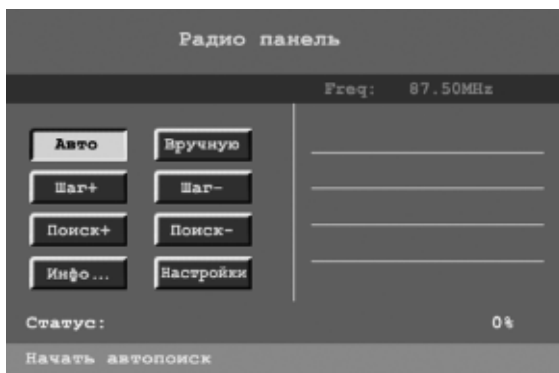 Радио панель
Freq: 87.50MHz
Авто Вручную
Шаг+ Шаг-
Поиск+ Поиск-
Инфо... Настройки
Статус: 0%
Начать автопоиск